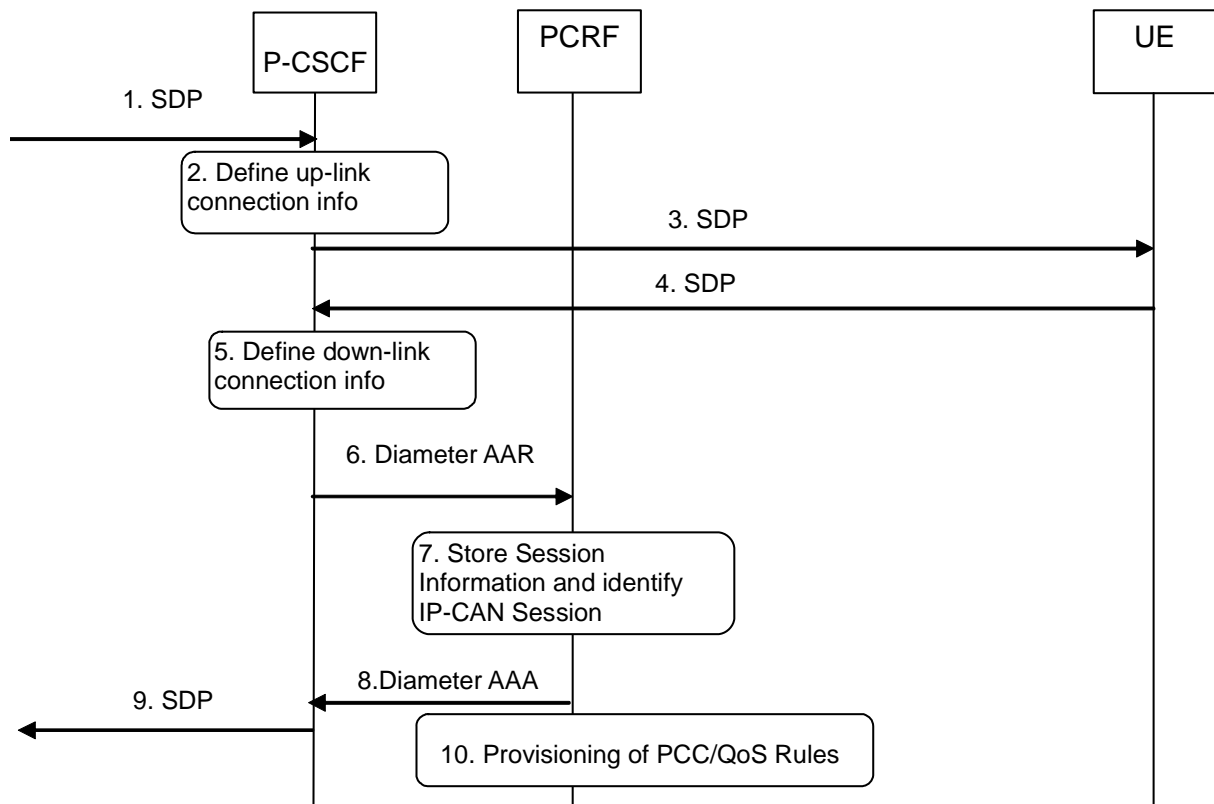 P-CSCF
PCRF
UE
1. SDP
2. Define up-link
connection info
3. SDP
4. SDP
5. Define down-link
connection info
6. Diameter AAR
7. Store Session
Information and identify
IP-CAN Session
8.Diameter AAA
9. SDP
10. Provisioning of PCC/QoS Rules